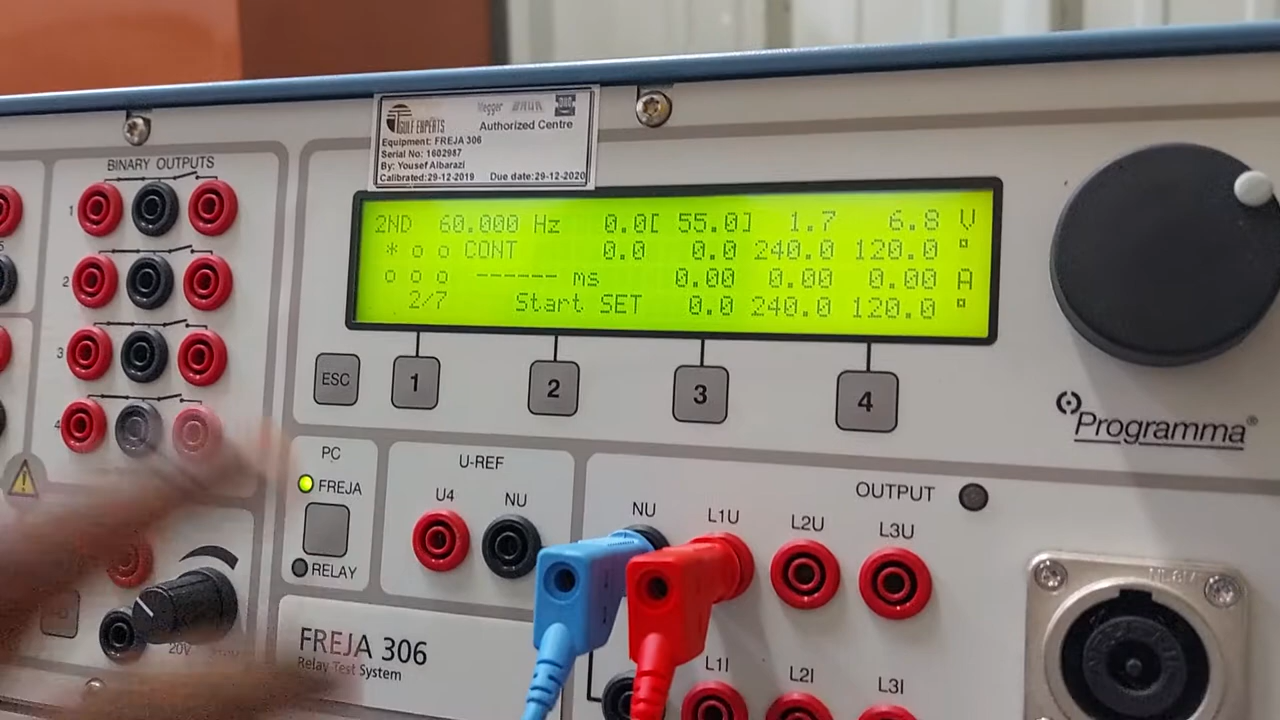 GULF EXPERTS
Megger
Authorized Centre
Equipment: FREJA 306
Serial No: 1602987
By: Yousef Albarazi
Calibrated:29-12-2019 Due date:29-12-2020
BINARY OUTPUTS
1
2
3
4
2ND 60.000 Hz 0.0[ 55.0] 1.7 6.8 V
* o o CONT 0.0 0.0 240.0 120.0 °
o o o ------ ms 0.00 0.00 0.00 A
2/7 Start SET 0.0 240.0 120.0 °
ESC
1
2
3
4
Programma®
PC
FREJA
RELAY
U-REF
U4 NU
OUTPUT
NU L1U L2U L3U
20V
FREJA 306
Relay Test System
L1I L2I L3I